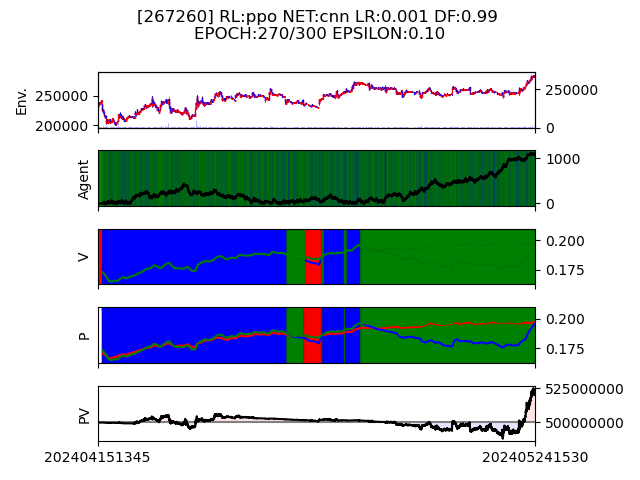 [267260] RL:ppo NET:cnn LR:0.001 DF:0.99
EPOCH:270/300 EPSILON:0.10
Env.
250000
200000
250000
0
Agent
1000
0
V
0.200
0.175
P
0.200
0.175
PV
525000000
500000000
202404151345
202405241530